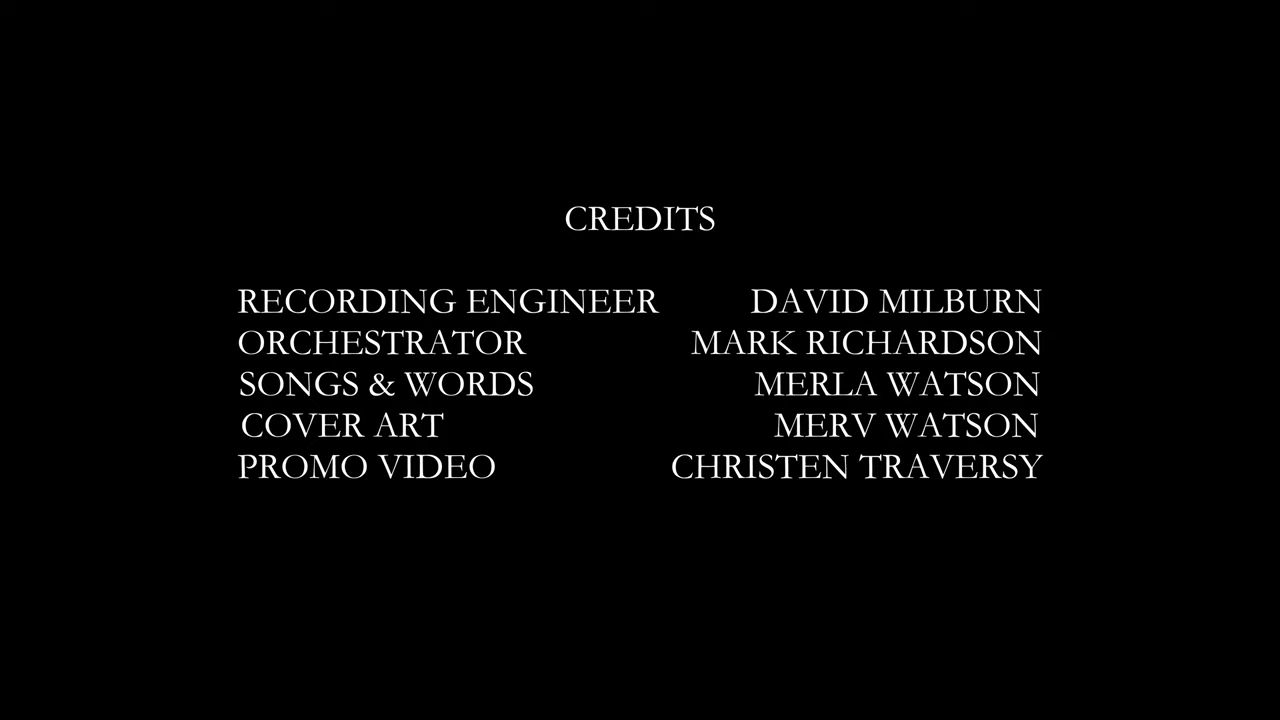 CREDITS
RECORDING ENGINEER DAVID MILBURN
ORCHESTRATOR MARK RICHARDSON
SONGS & WORDS MERLA WATSON
COVER ART MERV WATSON
PROMO VIDEO CHRISTEN TRAVERSY